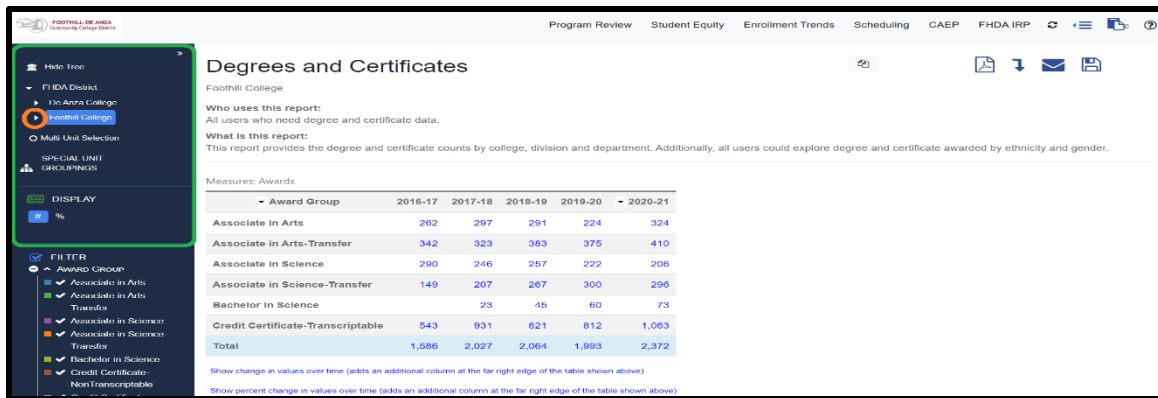 FOOTHILL-DE ANZA
Community College District
Program Review Student Equity Enrollment Trends Scheduling CAEP FHDA IRP
Hide Tree
FHDA District
De Anza College
Foothill College
Multi-Unit Selection
SPECIAL UNIT
GROUPINGS
DISPLAY
# %
FILTER
AWARD GROUP
Associate in Arts
Associate in Arts
Transfer
Associate in Science
Associate in Science
Transfer
Bachelor in Science
Credit Certificate-
NonTranscriptable
Degrees and Certificates
Foothill College
Who uses this report:
All users who need degree and certificate data.
What is this report:
This report provides the degree and certificate counts by college, division and department. Additionally, all users could explore degree and certificate awarded by ethnicity and gender.
Measures: Awards
Award Group 2016-17 2017-18 2018-19 2019-20 2020-21
Associate in Arts 262 297 291 224 324
Associate in Arts-Transfer 342 323 383 375 410
Associate in Science 290 246 257 222 206
Associate in Science-Transfer 149 207 267 300 296
Bachelor in Science 23 45 60 73
Credit Certificate-Transcriptable 543 931 821 812 1,063
Total 1,586 2,027 2,064 1,993 2,372
Show change in values over time (adds an additional column at the far right edge of the table shown above)
Show percent change in values over time (adds an additional column at the far right edge of the table shown above)